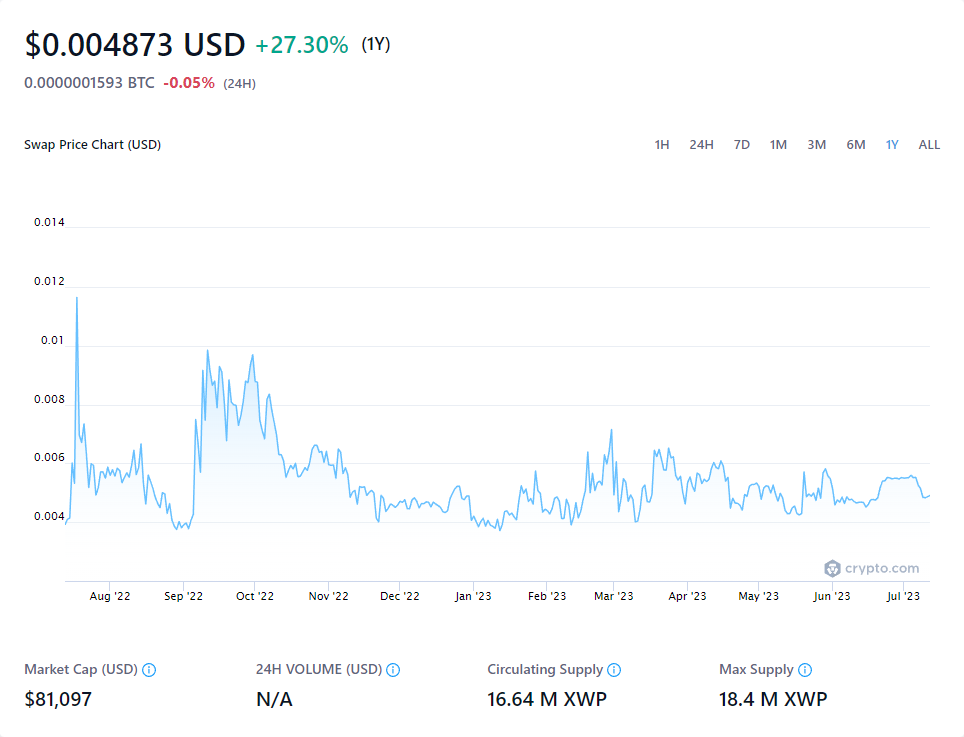 $0.004873 USD +27.30% (1Y)
0.0000001593 BTC -0.05% (24H)
Swap Price Chart (USD) 1H 24H 7D 1M 3M 6M 1Y ALL
0.014
0.012
0.01
0.008
0.006
0.004
crypto.com
Aug '22 Sep '22 Oct '22 Nov '22 Dec '22 Jan '23 Feb '23 Mar '23 Apr '23 May '23 Jun '23 Jul '23
Market Cap (USD) 24H VOLUME (USD) Circulating Supply Max Supply
$81,097 N/A 16.64 M XWP 18.4 M XWP